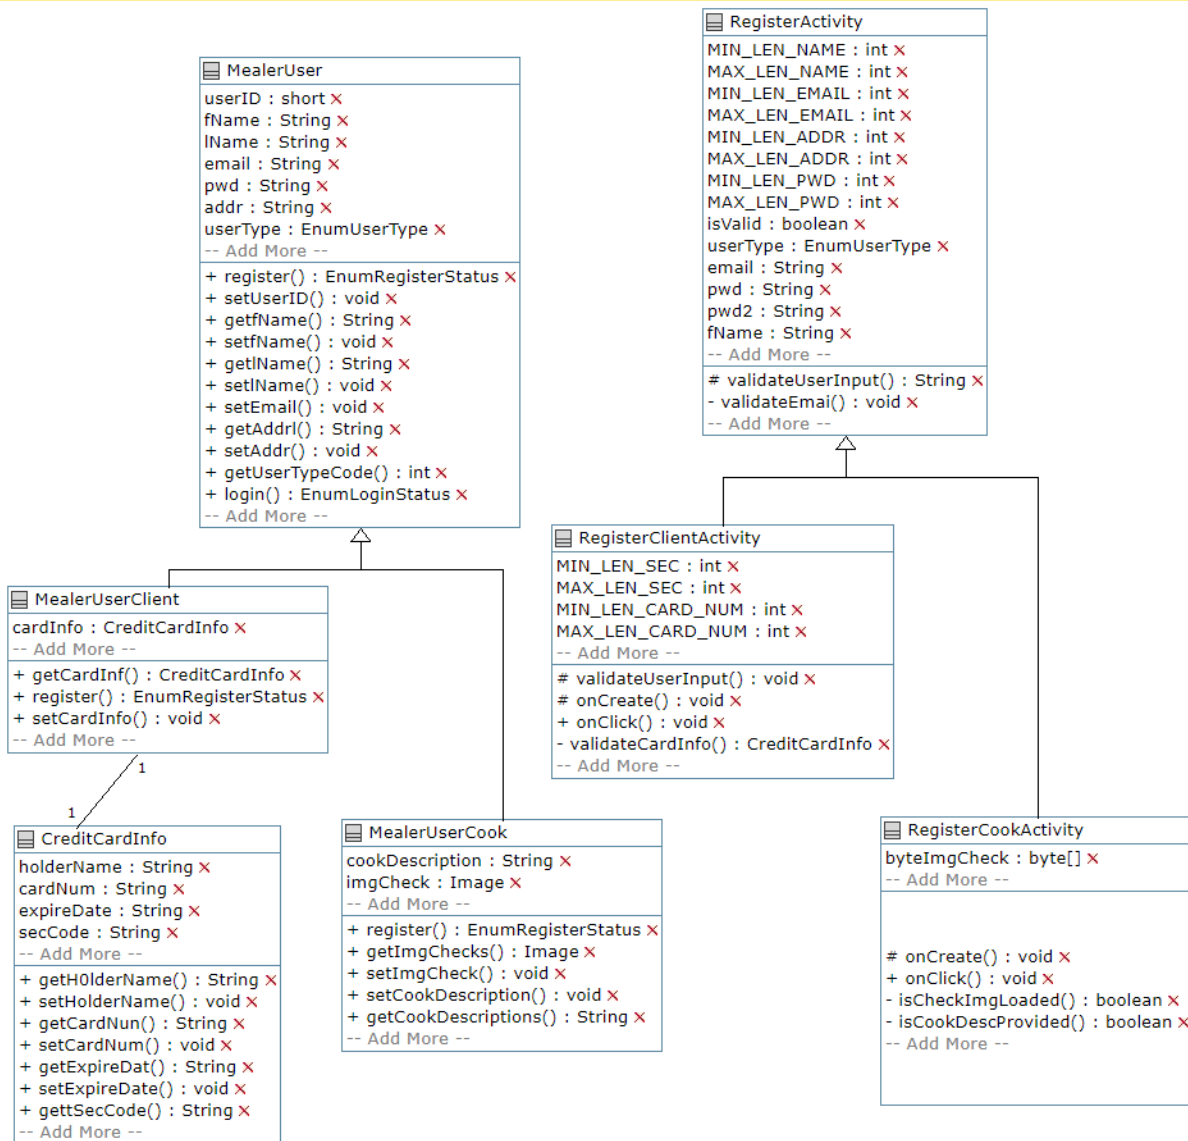 MealerUser
userID : short
fName : String
lName : String
email : String
pwd : String
addr : String
userType : EnumUserType
-- Add More --
+ register() : EnumRegisterStatus
+ setUserID() : void
+ getfName() : String
+ setfName() : void
+ getlName() : String
+ setlName() : void
+ setEmail() : void
+ getAddrl() : String
+ setAddr() : void
+ getUserTypeCode() : int
+ login() : EnumLoginStatus
-- Add More --
RegisterActivity
MIN_LEN_NAME : int
MAX_LEN_NAME : int
MIN_LEN_EMAIL : int
MAX_LEN_EMAIL : int
MIN_LEN_ADDR : int
MAX_LEN_ADDR : int
MIN_LEN_PWD : int
MAX_LEN_PWD : int
isValid : boolean
userType : EnumUserType
email : String
pwd : String
pwd2 : String
fName : String
-- Add More --
# validateUserInput() : String
- validateEmai() : void
-- Add More --
MealerUserClient
cardInfo : CreditCardInfo
-- Add More --
+ getCardInf() : CreditCardInfo
+ register() : EnumRegisterStatus
+ setCardInfo() : void
-- Add More --
1
1
RegisterClientActivity
MIN_LEN_SEC : int
MAX_LEN_SEC : int
MIN_LEN_CARD_NUM : int
MAX_LEN_CARD_NUM : int
-- Add More --
# validateUserInput() : void
# onCreate() : void
+ onClick() : void
- validateCardInfo() : CreditCardInfo
-- Add More --
CreditCardInfo
holderName : String
cardNum : String
expireDate : String
secCode : String
-- Add More --
+ getH0lderName() : String
+ setHolderName() : void
+ getCardNun() : String
+ setCardNum() : void
+ getExpireDat() : String
+ setExpireDate() : void
+ gettSecCode() : String
-- Add More --
MealerUserCook
cookDescription : String
imgCheck : Image
-- Add More --
+ register() : EnumRegisterStatus
+ getImgChecks() : Image
+ setImgCheck() : void
+ setCookDescription() : void
+ getCookDescriptions() : String
-- Add More --
RegisterCookActivity
byteImgCheck : byte[]
-- Add More --
# onCreate() : void
+ onClick() : void
- isCheckImgLoaded() : boolean
- isCookDescProvided() : boolean
-- Add More --